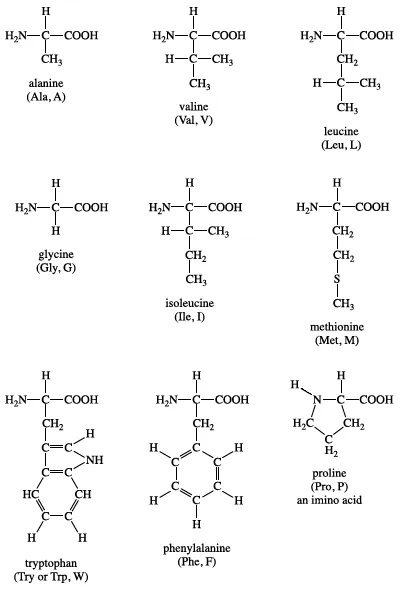 H
H₂N—C—COOH
CH₃
alanine
(Ala, A)
H
H₂N—C—COOH
H—C—CH₃
CH₃
valine
(Val, V)
H
H₂N—C—COOH
CH₂
H—C—CH₃
CH₃
leucine
(Leu, L)
H
H₂N—C—COOH
H
glycine
(Gly, G)
H
H₂N—C—COOH
H—C—CH₃
CH₂
CH₃
isoleucine
(Ile, I)
H
H₂N—C—COOH
CH₂
CH₂
S
CH₃
methionine
(Met, M)
H
H₂N—C—COOH
CH₂
H
C=C
NH
C=C
HC CH
C—C
H H
tryptophan
(Try or Trp, W)
H
H₂N—C—COOH
CH₂
H C H
C C
C C
H C H
H
phenylalanine
(Phe, F)
H H
N—C—COOH
H₂C CH₂
C
H₂
proline
(Pro, P)
an imino acid